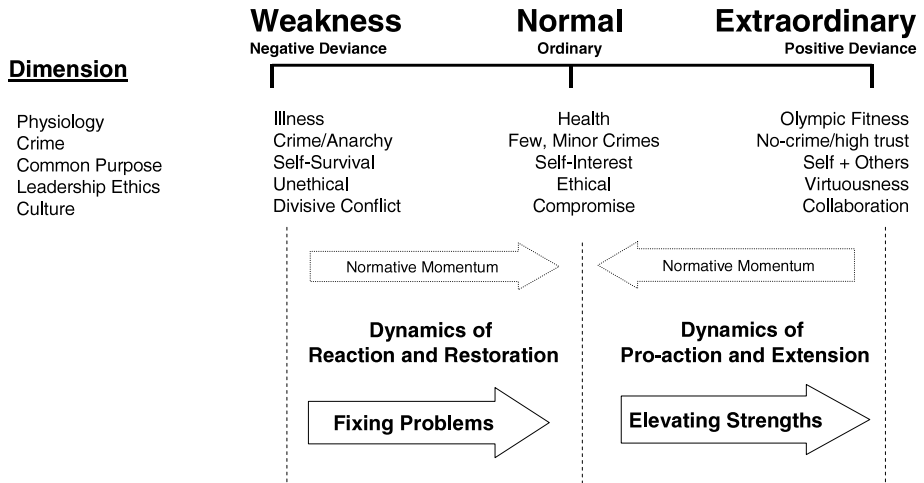 Weakness Normal Extraordinary
Negative Deviance Ordinary Positive Deviance
Dimension
Physiology Illness Health Olympic Fitness
Crime Crime/Anarchy Few, Minor Crimes No-crime/high trust
Common Purpose Self-Survival Self-Interest Self + Others
Leadership Ethics Unethical Ethical Virtuousness
Culture Divisive Conflict Compromise Collaboration
Normative Momentum Normative Momentum
Dynamics of Dynamics of
Reaction and Restoration Pro-action and Extension
Fixing Problems Elevating Strengths